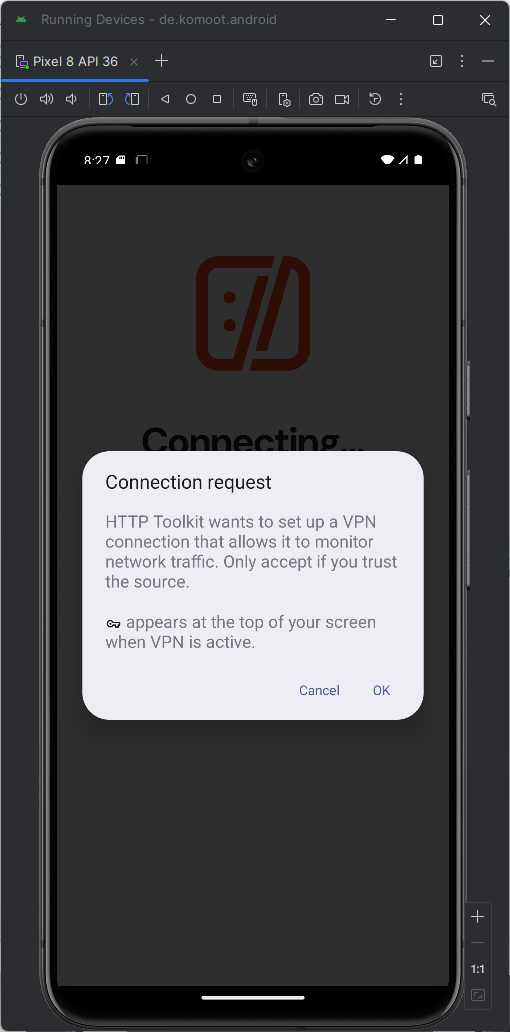 Running Devices - de.komoot.android
Pixel 8 API 36
8:27
Connecting...
Connection request
HTTP Toolkit wants to set up a VPN
connection that allows it to monitor
network traffic. Only accept if you trust
the source.
appears at the top of your screen
when VPN is active.
Cancel OK
1:1